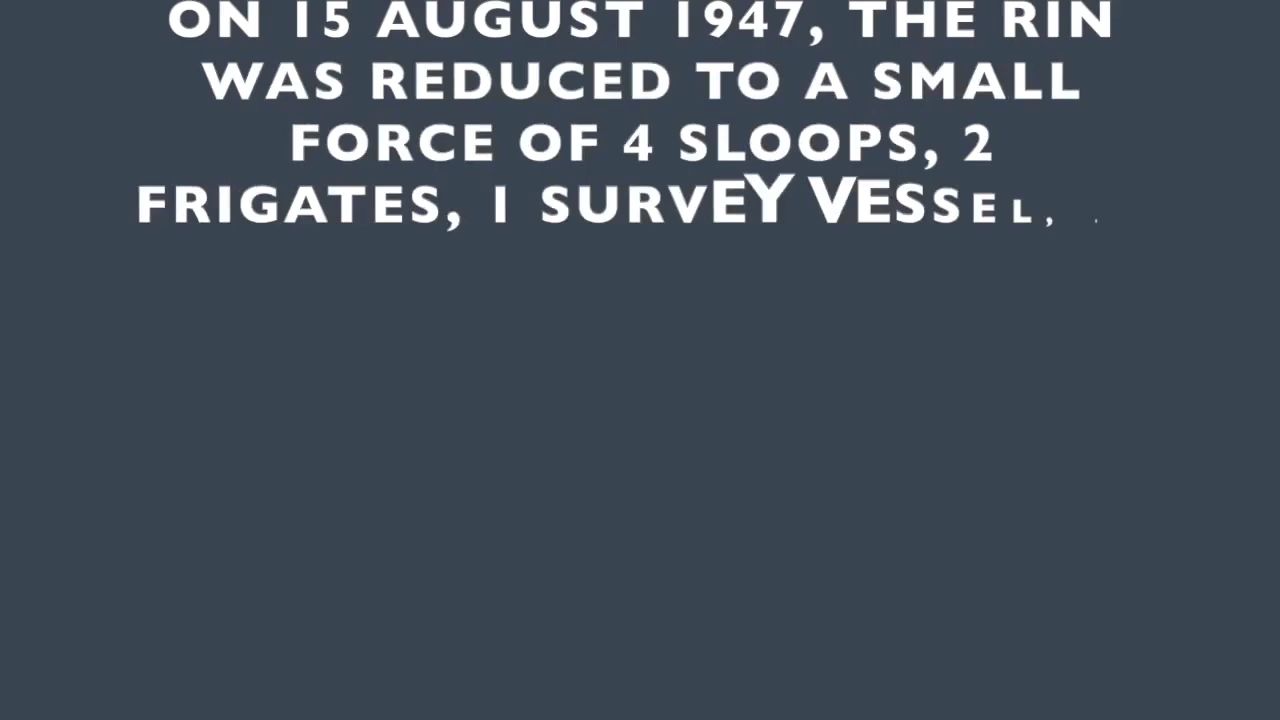 ON 15 AUGUST 1947, THE RIN
WAS REDUCED TO A SMALL
FORCE OF 4 SLOOPS, 2
FRIGATES, 1 SURVEY VESSEL,